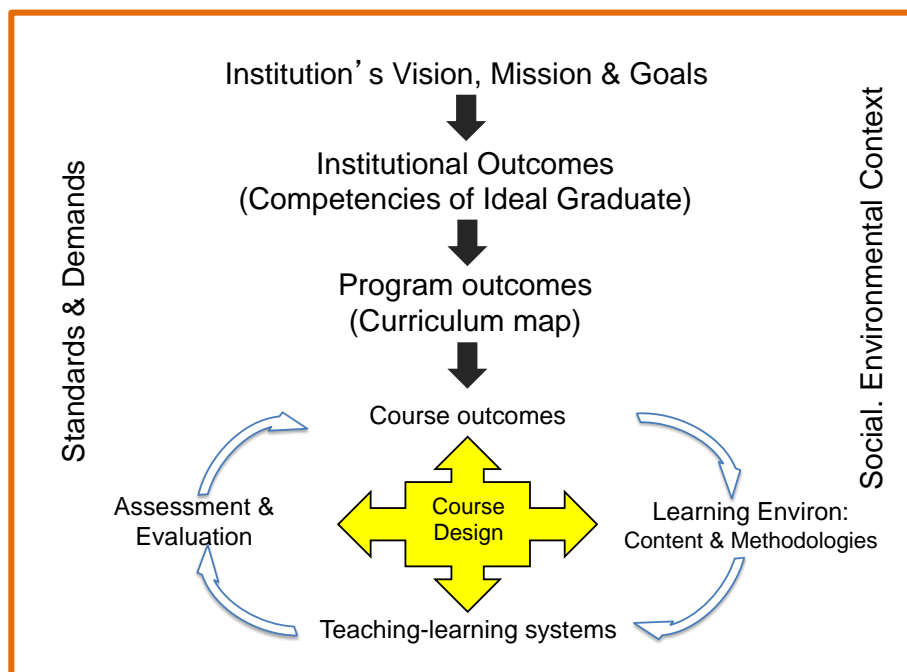 Institution's Vision, Mission & Goals
Institutional Outcomes
(Competencies of Ideal Graduate)
Program outcomes
(Curriculum map)
Standards & Demands
Social. Environmental Context
Course outcomes
Assessment &
Evaluation
Course
Design
Learning Environ:
Content & Methodologies
Teaching-learning systems